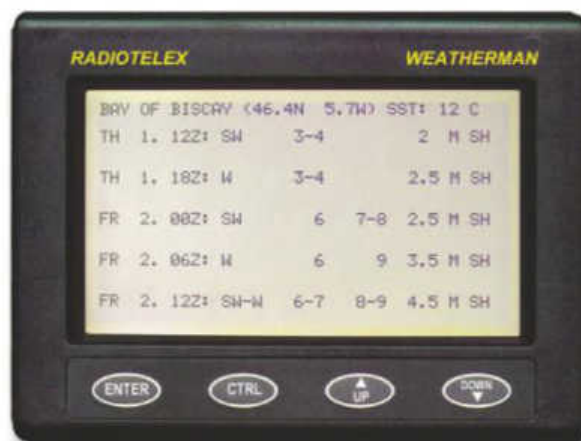 RADIOTELEX WEATHERMAN
BAY OF BISCAY (46.4N 5.7W) SST: 12 C
TH 1. 12Z: SW 3-4 2 M SH
TH 1. 18Z: W 3-4 2.5 M SH
FR 2. 00Z: SW 6 7-8 2.5 M SH
FR 2. 06Z: W 6 9 3.5 M SH
FR 2. 12Z: SW-W 6-7 8-9 4.5 M SH
ENTER CTRL UP DOWN